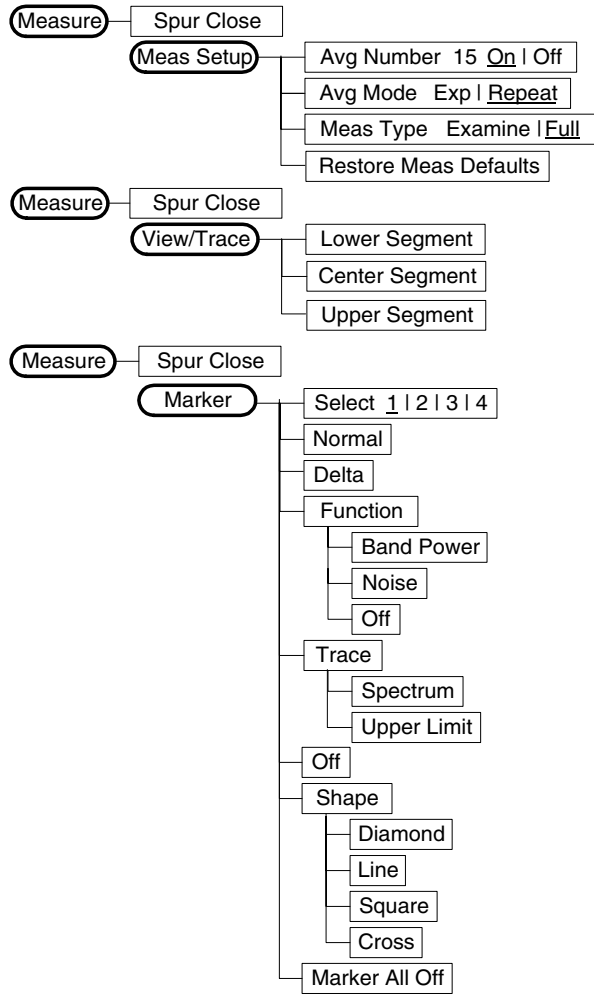 Measure Spur Close
Meas Setup Avg Number 15 On | Off
Avg Mode Exp | Repeat
Meas Type Examine | Full
Restore Meas Defaults
Measure Spur Close
View/Trace Lower Segment
Center Segment
Upper Segment
Measure Spur Close
Marker Select 1 | 2 | 3 | 4
Normal
Delta
Function
Band Power
Noise
Off
Trace
Spectrum
Upper Limit
Off
Shape
Diamond
Line
Square
Cross
Marker All Off